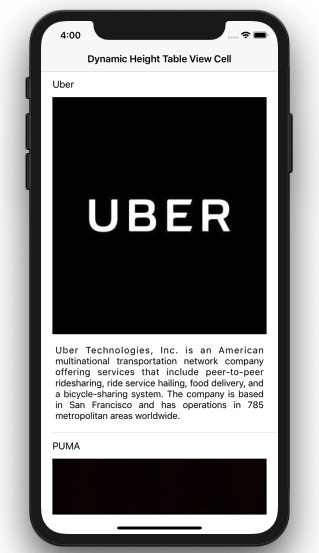 4:00
Dynamic Height Table View Cell
Uber
UBER
Uber Technologies, Inc. is an American
multinational transportation network company
offering services that include peer-to-peer
ridesharing, ride service hailing, food delivery, and
a bicycle-sharing system. The company is based
in San Francisco and has operations in 785
metropolitan areas worldwide.
PUMA